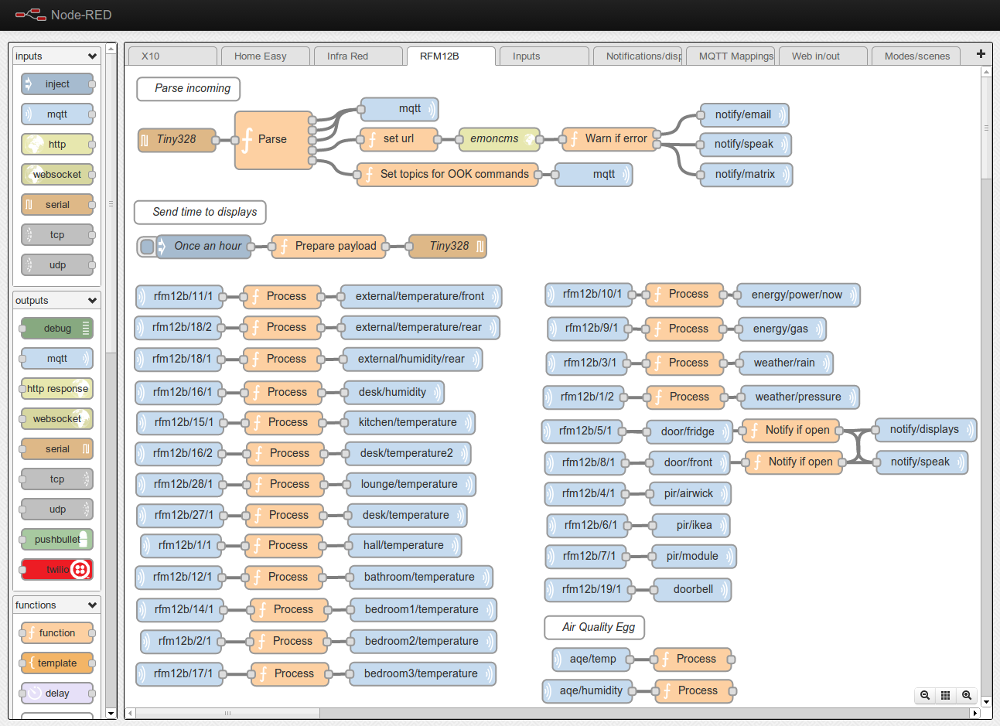 Node-RED
inputs
inject
mqtt
http
websocket
serial
tcp
udp
outputs
debug
mqtt
http response
websocket
serial
tcp
udp
pushbullet
twilio
functions
function
template
delay
X10
Home Easy
Infra Red
RFM12B
Inputs
Notifications/disp
MQTT Mappings
Web in/out
Modes/scenes
+
Parse incoming
Tiny328
Parse
mqtt
set url
emoncms
Warn if error
notify/email
notify/speak
notify/matrix
Set topics for OOK commands
mqtt
Send time to displays
Once an hour
Prepare payload
Tiny328
rfm12b/11/1 Process external/temperature/front
rfm12b/18/2 Process external/temperature/rear
rfm12b/18/1 Process external/humidity/rear
rfm12b/16/1 Process desk/humidity
rfm12b/15/1 Process kitchen/temperature
rfm12b/16/2 Process desk/temperature2
rfm12b/28/1 Process lounge/temperature
rfm12b/27/1 Process desk/temperature
rfm12b/1/1 Process hall/temperature
rfm12b/12/1 Process bathroom/temperature
rfm12b/14/1 Process bedroom1/temperature
rfm12b/2/1 Process bedroom2/temperature
rfm12b/17/1 Process bedroom3/temperature
rfm12b/10/1 Process energy/power/now
rfm12b/9/1 Process energy/gas
rfm12b/3/1 Process weather/rain
rfm12b/1/2 Process weather/pressure
rfm12b/5/1 door/fridge Notify if open notify/displays
rfm12b/8/1 door/front Notify if open notify/speak
rfm12b/4/1 pir/airwick
rfm12b/6/1 pir/ikea
rfm12b/7/1 pir/module
rfm12b/19/1 doorbell
Air Quality Egg
aqe/temp Process
aqe/humidity Process